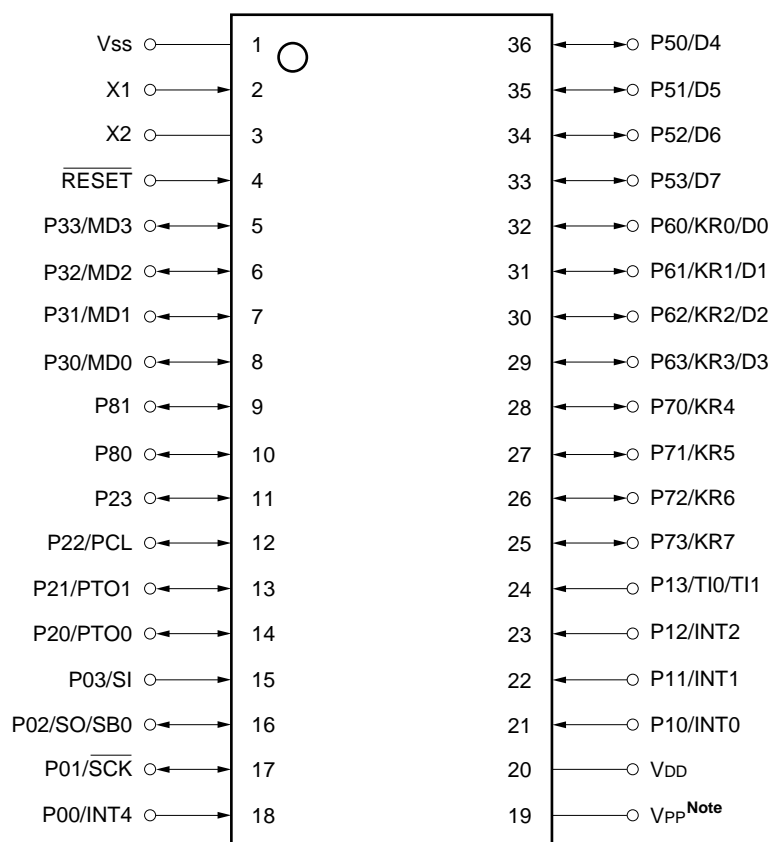 Vss 1 36 P50/D4
X1 2 35 P51/D5
X2 3 34 P52/D6
R̅E̅S̅E̅T̅ 4 33 P53/D7
P33/MD3 5 32 P60/KR0/D0
P32/MD2 6 31 P61/KR1/D1
P31/MD1 7 30 P62/KR2/D2
P30/MD0 8 29 P63/KR3/D3
P81 9 28 P70/KR4
P80 10 27 P71/KR5
P23 11 26 P72/KR6
P22/PCL 12 25 P73/KR7
P21/PTO1 13 24 P13/TI0/TI1
P20/PTO0 14 23 P12/INT2
P03/SI 15 22 P11/INT1
P02/SO/SB0 16 21 P10/INT0
P01/S̅C̅K̅ 17 20 VDD
P00/INT4 18 19 VPP Note